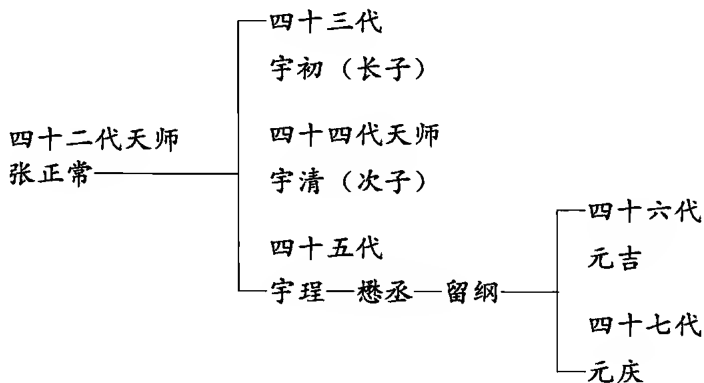 四十三代
宇初（长子）
四十二代天师
张正常
四十四代天师
宇清（次子）
四十五代
宇珵—懋丞—留纲
四十六代
元吉
四十七代
元庆